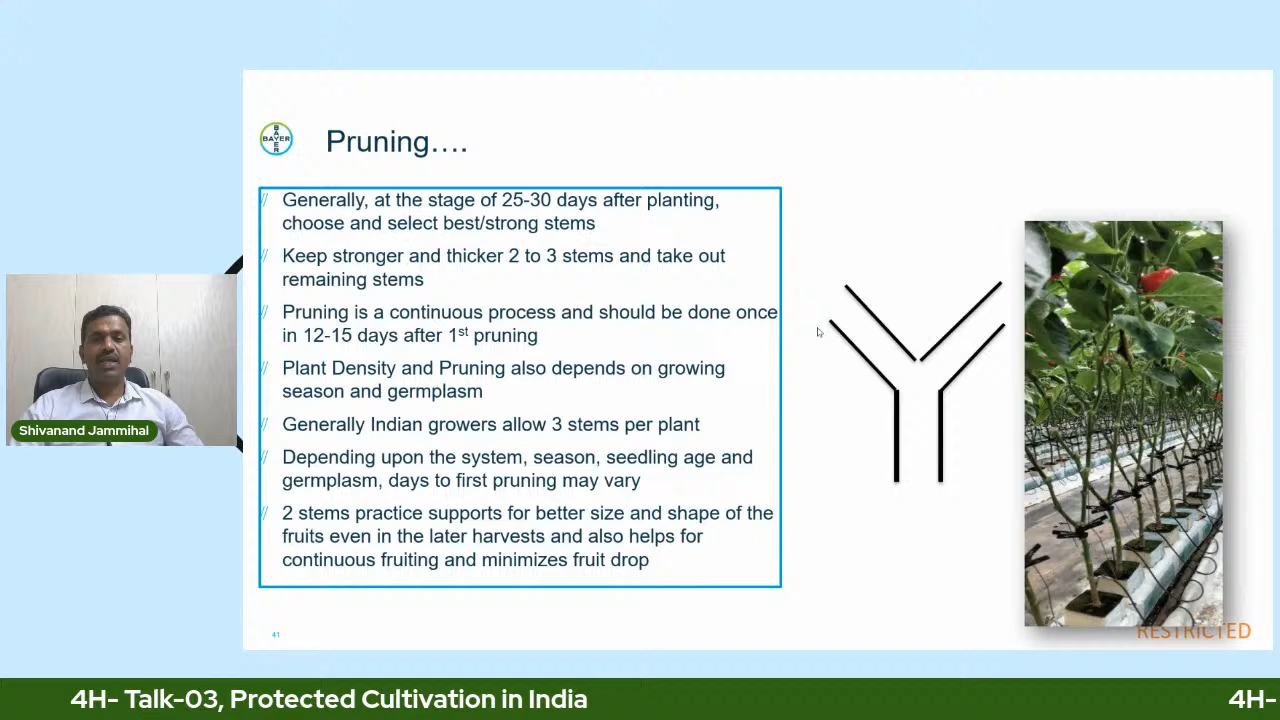 BAYER
BAYER
Pruning....
// Generally, at the stage of 25-30 days after planting,
choose and select best/strong stems
// Keep stronger and thicker 2 to 3 stems and take out
remaining stems
// Pruning is a continuous process and should be done once
in 12-15 days after 1st pruning
// Plant Density and Pruning also depends on growing
season and germplasm
// Generally Indian growers allow 3 stems per plant
// Depending upon the system, season, seedling age and
germplasm, days to first pruning may vary
// 2 stems practice supports for better size and shape of the
fruits even in the later harvests and also helps for
continuous fruiting and minimizes fruit drop
Shivanand Jammihal
41
RESTRICTED
4H- Talk-03, Protected Cultivation in India
4H-